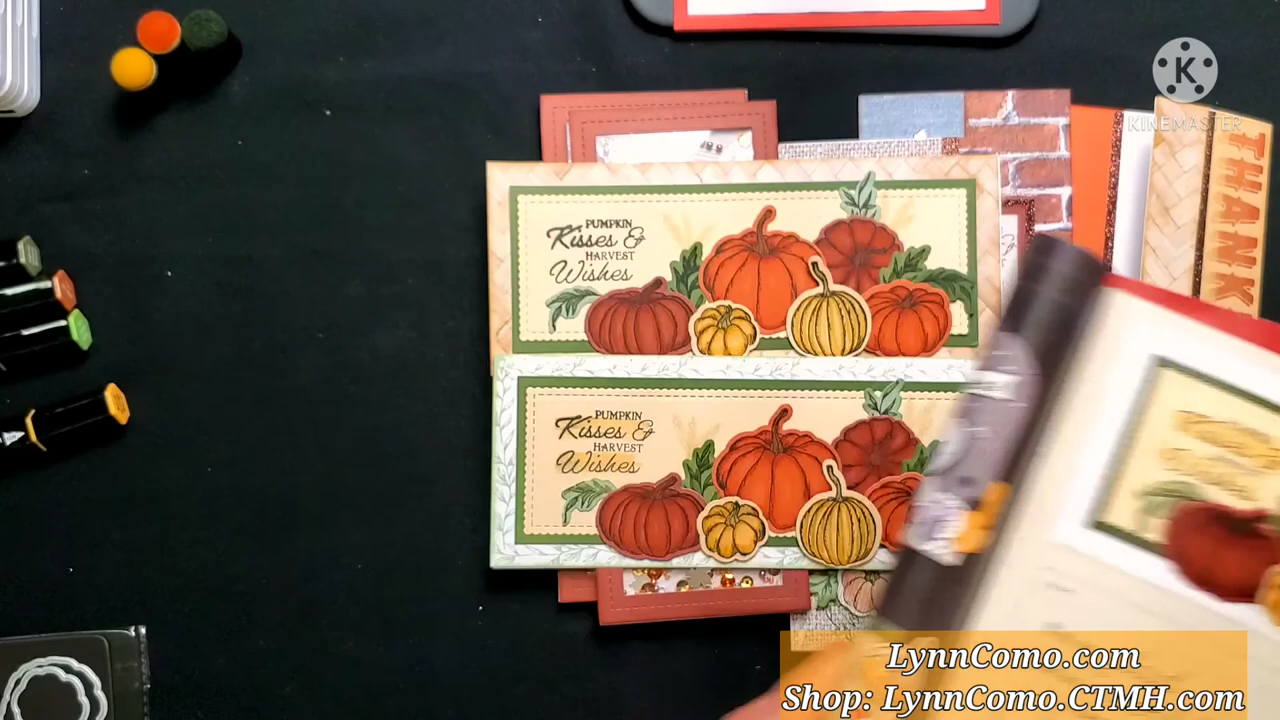 K
KINEMASTER
THANK
PUMPKIN
Kisses &
HARVEST
Wishes
PUMPKIN
Kisses &
HARVEST
Wishes
LynnComo.com
Shop: LynnComo.CTMH.com